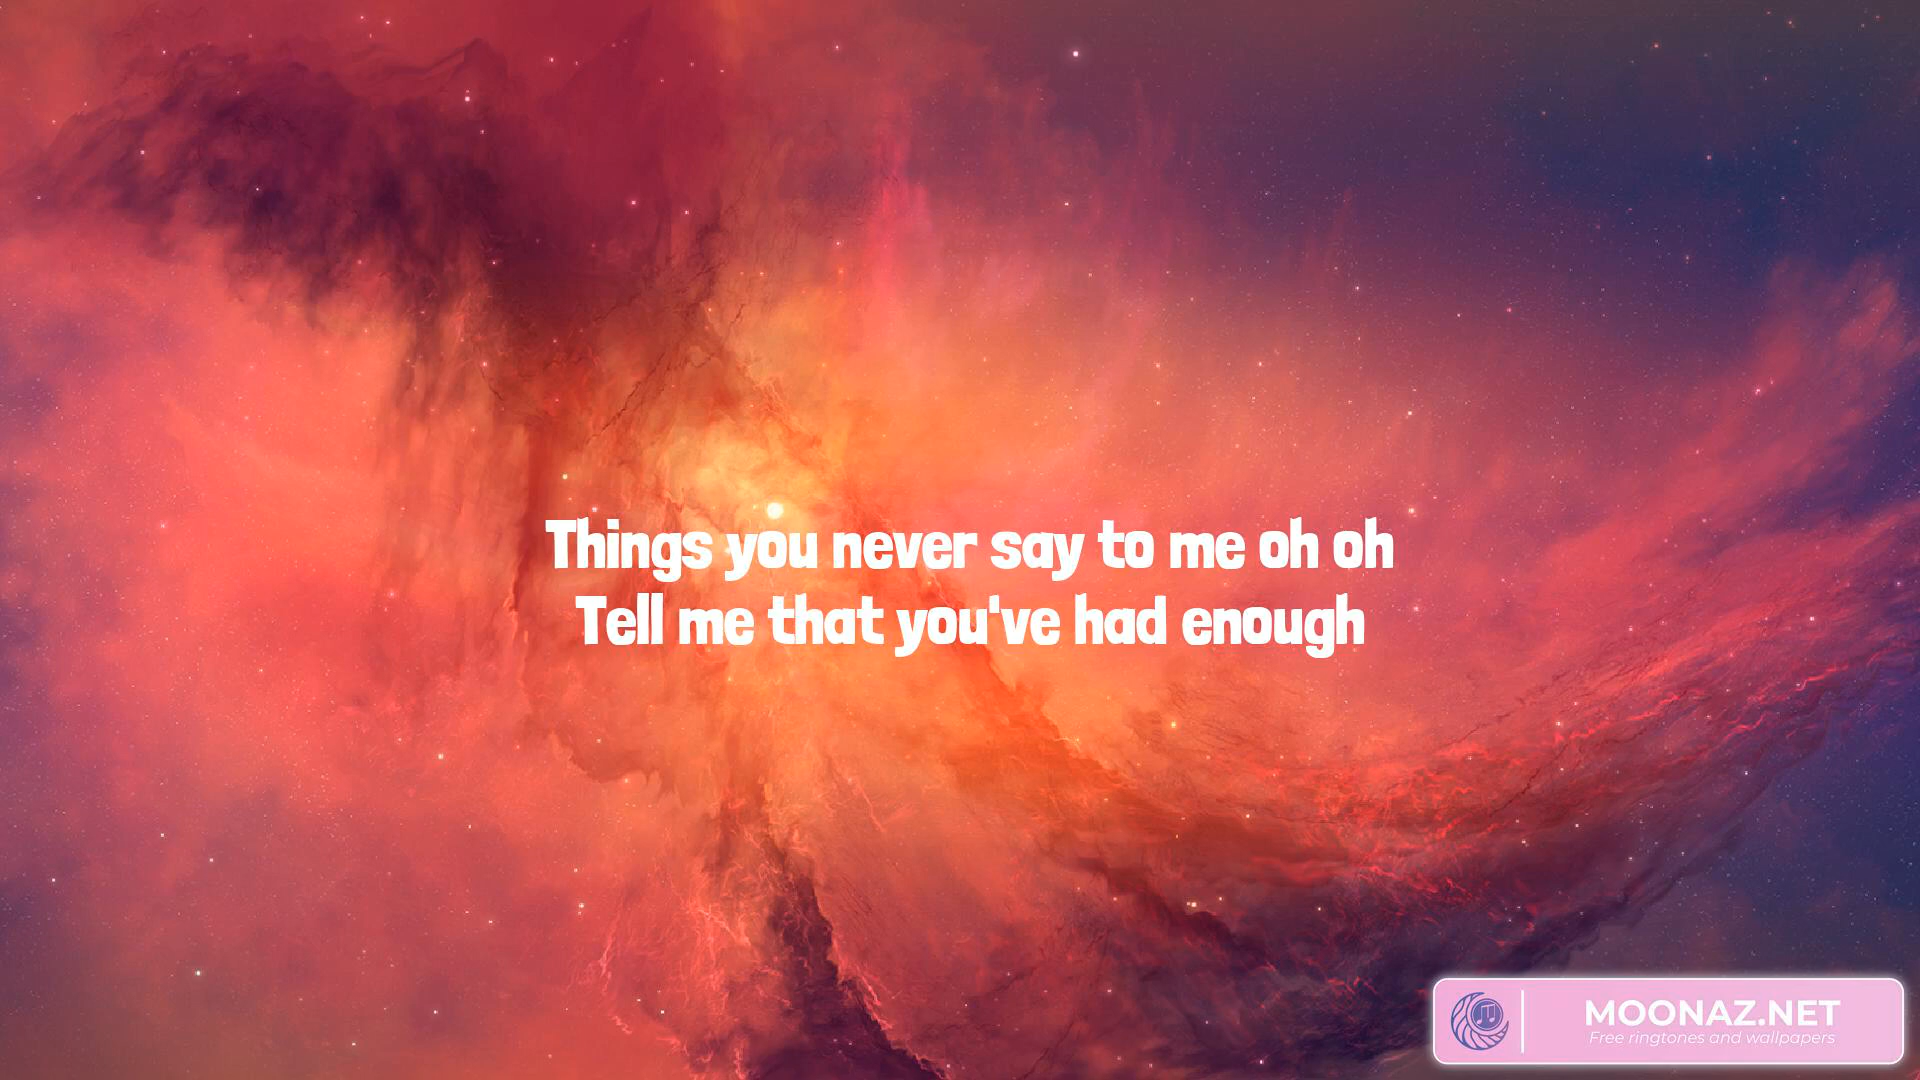 Things you never say to me oh oh
Tell me that you've had enough
MOONAZ.NET
Free ringtones and wallpapers